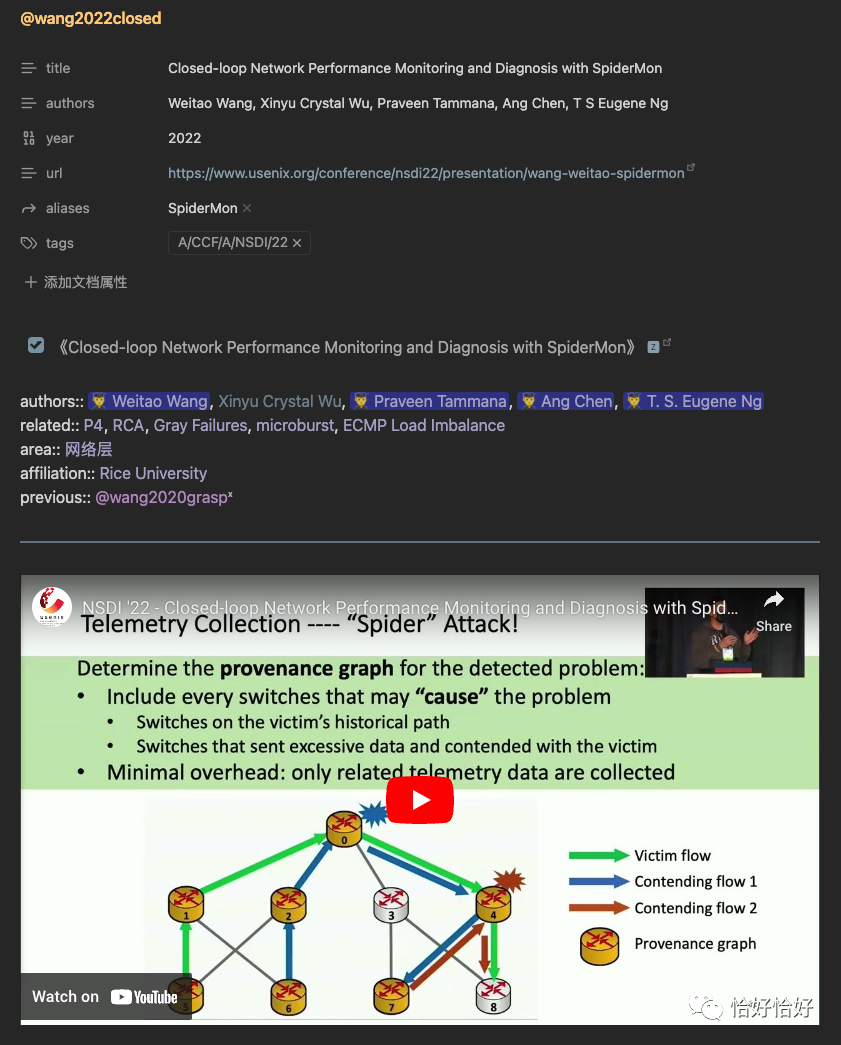 @wang2022closed
title Closed-loop Network Performance Monitoring and Diagnosis with SpiderMon
authors Weitao Wang, Xinyu Crystal Wu, Praveen Tammana, Ang Chen, T S Eugene Ng
year 2022
url https://www.usenix.org/conference/nsdi22/presentation/wang-weitao-spidermon
aliases SpiderMon ×
tags A/CCF/A/NSDI/22 ×
+ 添加文档属性
《Closed-loop Network Performance Monitoring and Diagnosis with SpiderMon》 Z
authors:: Weitao Wang, Xinyu Crystal Wu, Praveen Tammana, Ang Chen, T. S. Eugene Ng
related:: P4, RCA, Gray Failures, microburst, ECMP Load Imbalance
area:: 网络层
affiliation:: Rice University
previous:: @wang2020grasp x
usenix
NSDI '22 - Closed-loop Network Performance Monitoring and Diagnosis with Spid...
Share
Telemetry Collection ---- “Spider” Attack!
Determine the provenance graph for the detected problem:
• Include every switches that may “cause” the problem
• Switches on the victim’s historical path
• Switches that sent excessive data and contended with the victim
• Minimal overhead: only related telemetry data are collected
0
1 2 3 4
5 6 7 8
Victim flow
Contending flow 1
Contending flow 2
Provenance graph
Watch on YouTube
恰好恰好